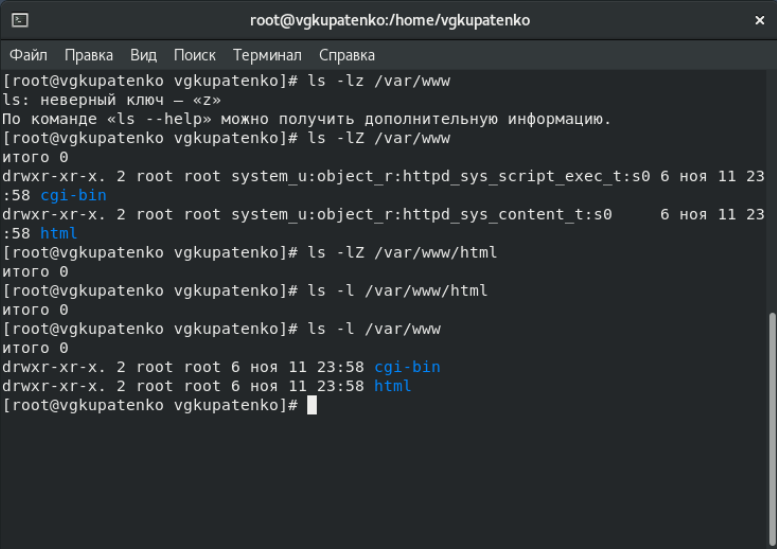 root@vgkupatenko:/home/vgkupatenko
Файл Правка Вид Поиск Терминал Справка
[root@vgkupatenko vgkupatenko]# ls -lz /var/www
ls: неверный ключ — «z»
По команде «ls --help» можно получить дополнительную информацию.
[root@vgkupatenko vgkupatenko]# ls -lZ /var/www
итого 0
drwxr-xr-x. 2 root root system_u:object_r:httpd_sys_script_exec_t:s0 6 ноя 11 23
:58 cgi-bin
drwxr-xr-x. 2 root root system_u:object_r:httpd_sys_content_t:s0     6 ноя 11 23
:58 html
[root@vgkupatenko vgkupatenko]# ls -lZ /var/www/html
итого 0
[root@vgkupatenko vgkupatenko]# ls -l /var/www/html
итого 0
[root@vgkupatenko vgkupatenko]# ls -l /var/www
итого 0
drwxr-xr-x. 2 root root 6 ноя 11 23:58 cgi-bin
drwxr-xr-x. 2 root root 6 ноя 11 23:58 html
[root@vgkupatenko vgkupatenko]#